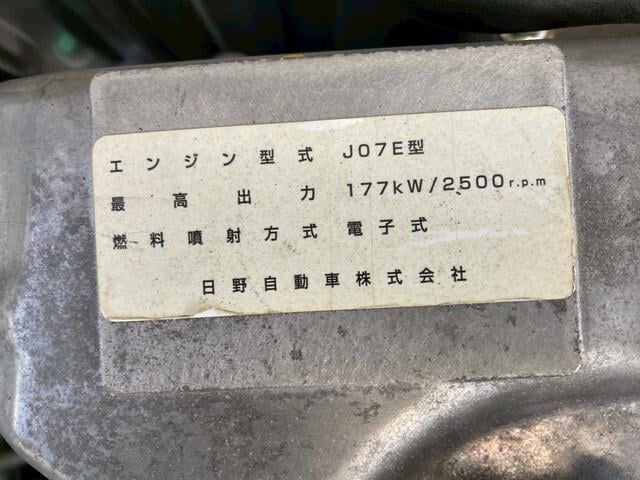 エンジン型式 J07E型
最高出力 177kW/2500r.p.m
燃料噴射方式 電子式
日野自動車株式会社